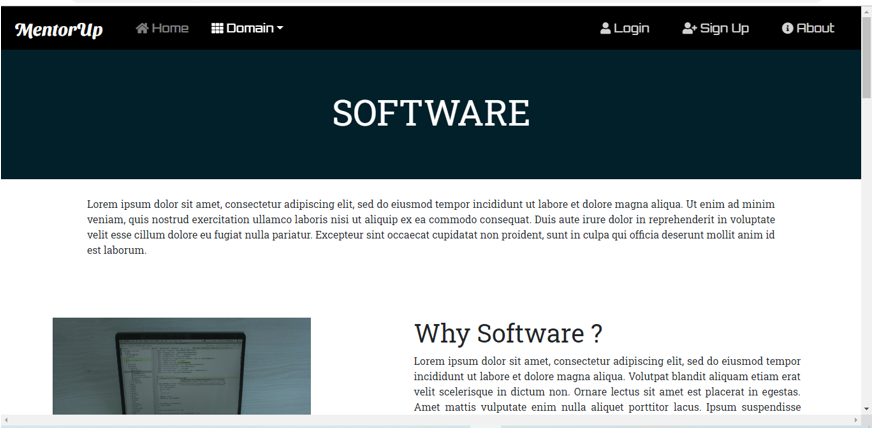 MentorUp Home Domain Login Sign Up About
SOFTWARE
Lorem ipsum dolor sit amet, consectetur adipiscing elit, sed do eiusmod tempor incididunt ut labore et dolore magna aliqua. Ut enim ad minim
veniam, quis nostrud exercitation ullamco laboris nisi ut aliquip ex ea commodo consequat. Duis aute irure dolor in reprehenderit in voluptate
velit esse cillum dolore eu fugiat nulla pariatur. Excepteur sint occaecat cupidatat non proident, sunt in culpa qui officia deserunt mollit anim id
est laborum.
Why Software ?
Lorem ipsum dolor sit amet, consectetur adipiscing elit, sed do eiusmod tempor
incididunt ut labore et dolore magna aliqua. Volutpat blandit aliquam etiam erat
velit scelerisque in dictum non. Ornare lectus sit amet est placerat in egestas.
Amet mattis vulputate enim nulla aliquet porttitor lacus. Ipsum suspendisse